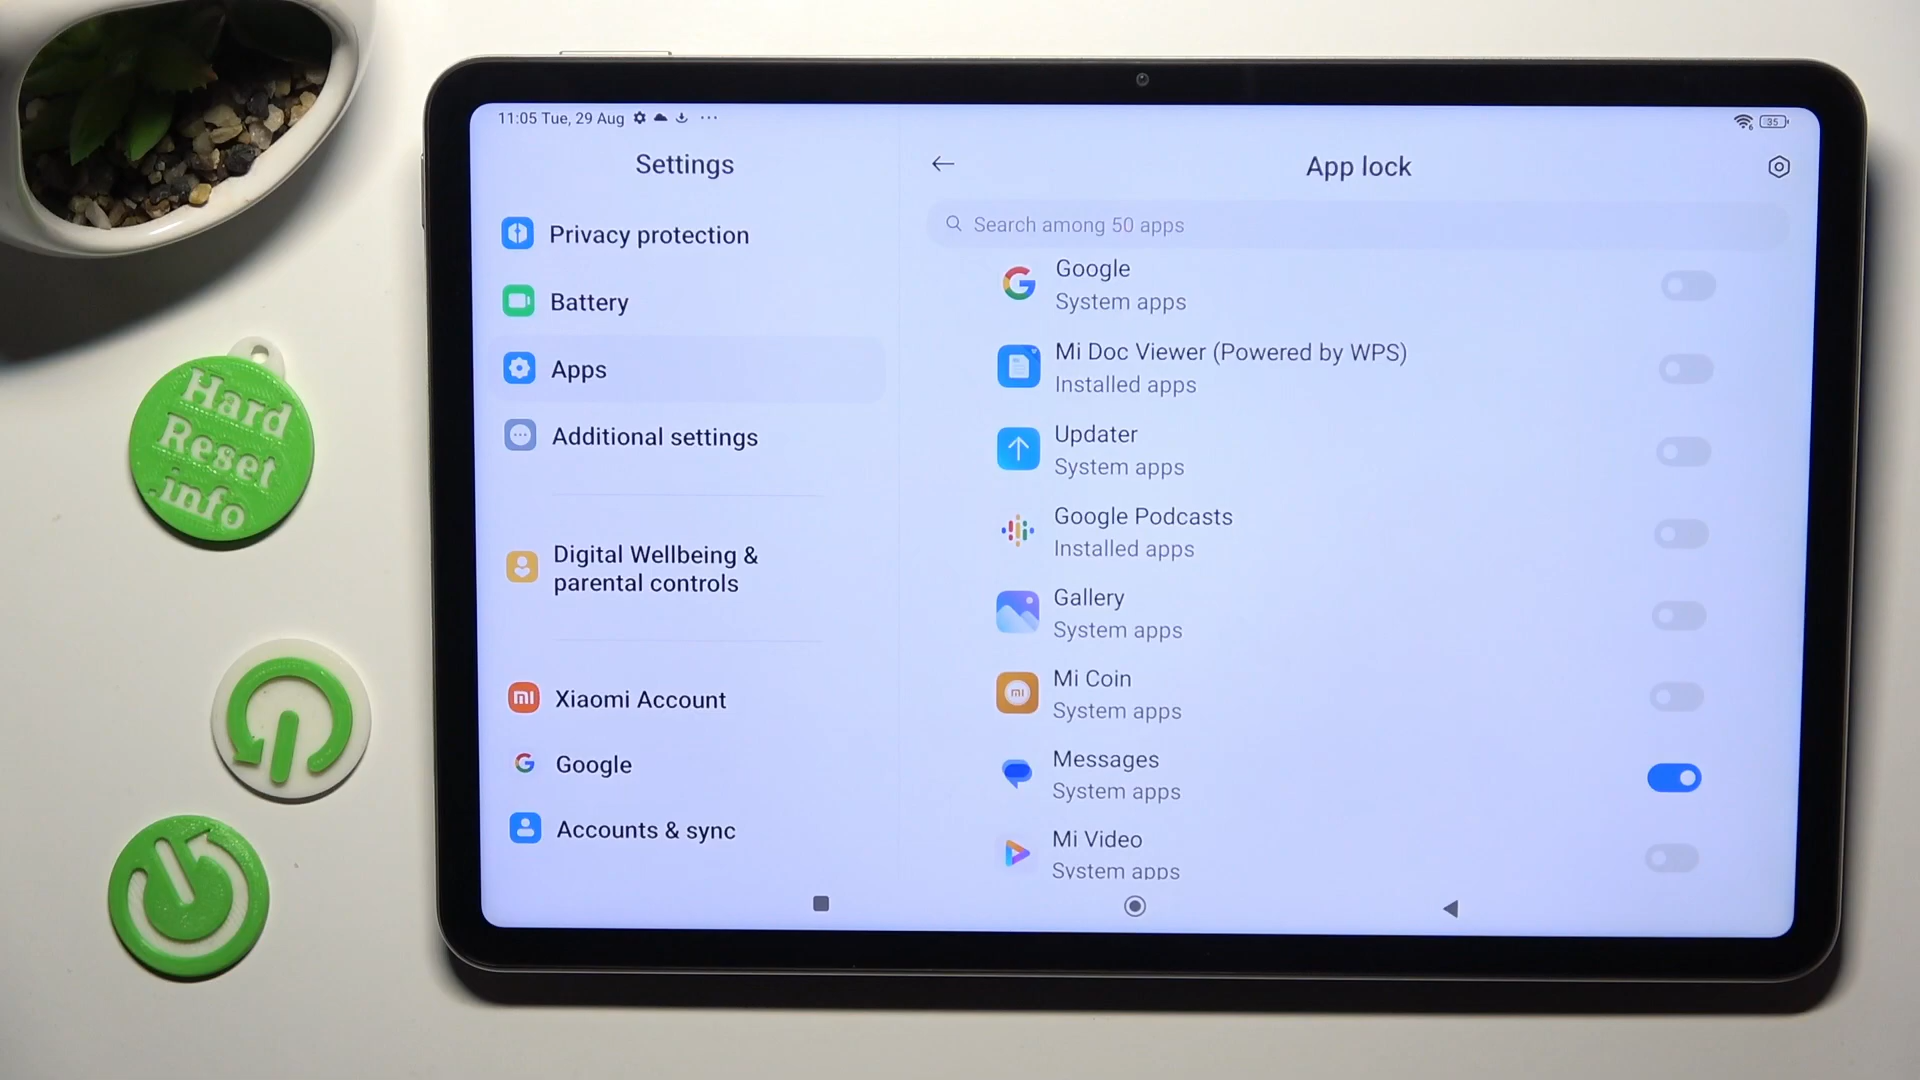 11:05 Tue, 29 Aug
35
Settings
Privacy protection
Battery
Apps
Additional settings
Digital Wellbeing &
parental controls
Xiaomi Account
Google
Accounts & sync
App lock
Search among 50 apps
Google
System apps
Mi Doc Viewer (Powered by WPS)
Installed apps
Updater
System apps
Google Podcasts
Installed apps
Gallery
System apps
Mi Coin
System apps
Messages
System apps
Mi Video
System apps
Hard
Reset
.info